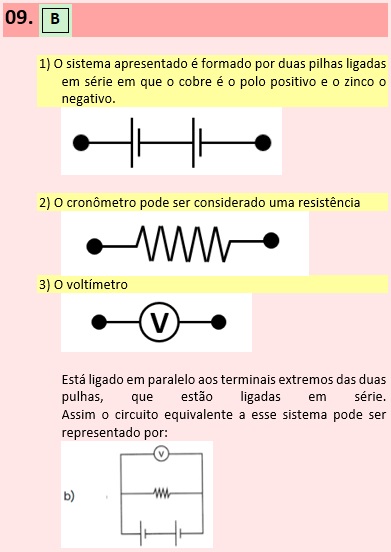 09. B
1) O sistema apresentado é formado por duas pilhas ligadas
em série em que o cobre é o polo positivo e o zinco o
negativo.
2) O cronômetro pode ser considerado uma resistência
3) O voltímetro
V
Está ligado em paralelo aos terminais extremos das duas
pulhas, que estão ligadas em série.
Assim o circuito equivalente a esse sistema pode ser
representado por:
V
b)